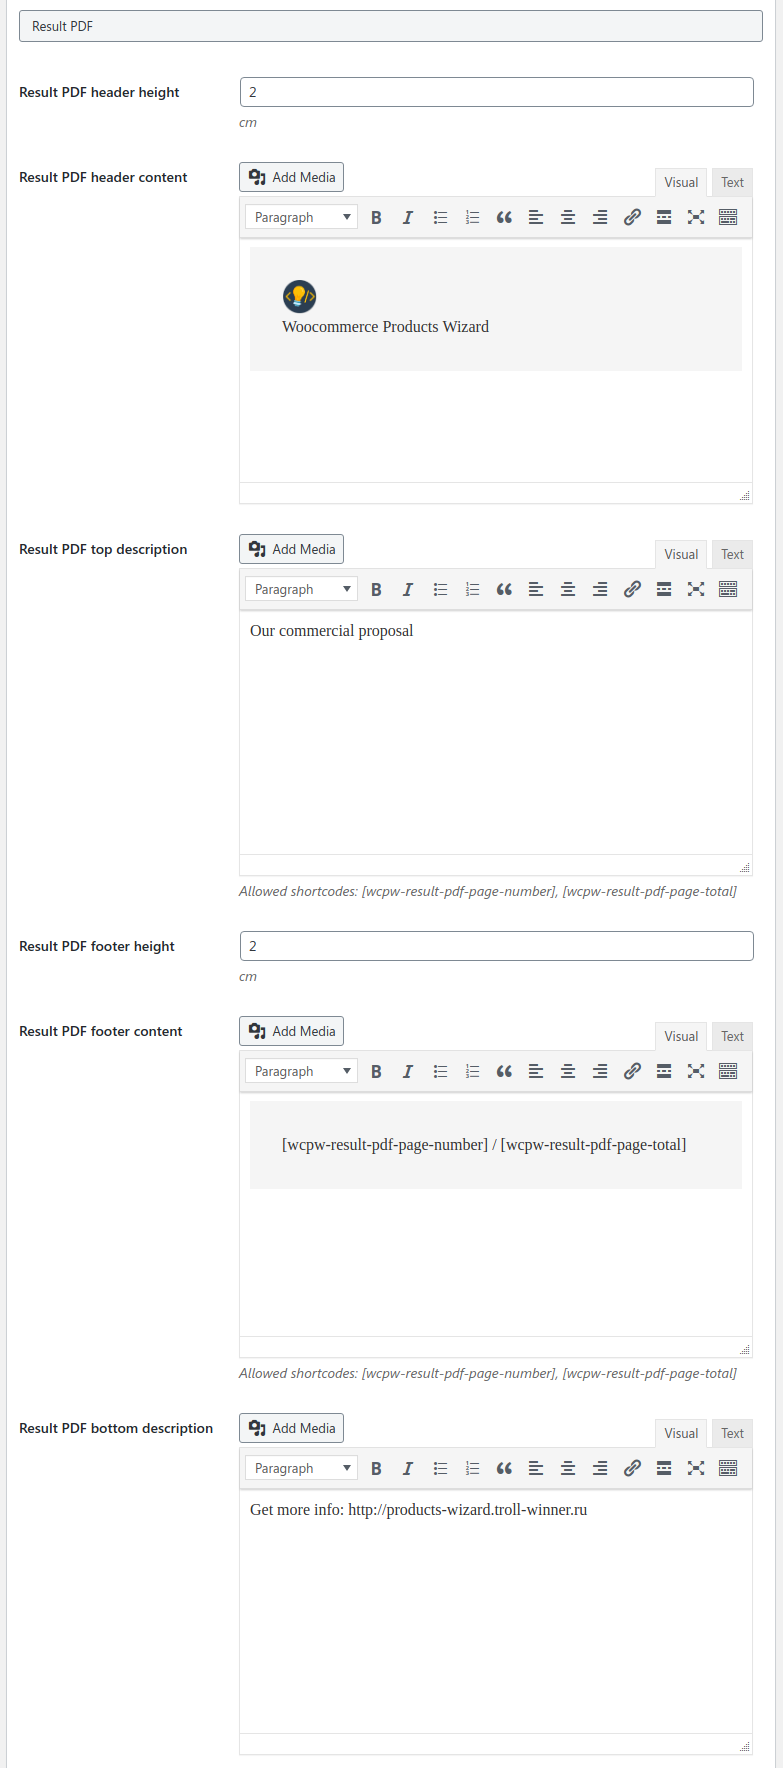 Result PDF
Result PDF header height
2
cm
Result PDF header content
Add Media
Visual Text
Paragraph
Woocommerce Products Wizard
Result PDF top description
Add Media
Visual Text
Paragraph
Our commercial proposal
Allowed shortcodes: [wcpw-result-pdf-page-number], [wcpw-result-pdf-page-total]
Result PDF footer height
2
cm
Result PDF footer content
Add Media
Visual Text
Paragraph
[wcpw-result-pdf-page-number] / [wcpw-result-pdf-page-total]
Allowed shortcodes: [wcpw-result-pdf-page-number], [wcpw-result-pdf-page-total]
Result PDF bottom description
Add Media
Visual Text
Paragraph
Get more info: http://products-wizard.troll-winner.ru